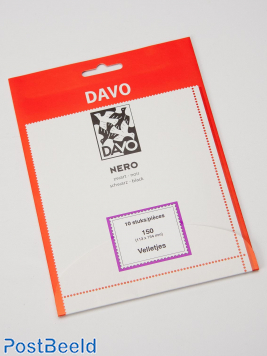 DAVO
DAVO
NERO
zwart - noir
schwarz - black
10 stuks/pièces
150
Velletjes
PostBeeld